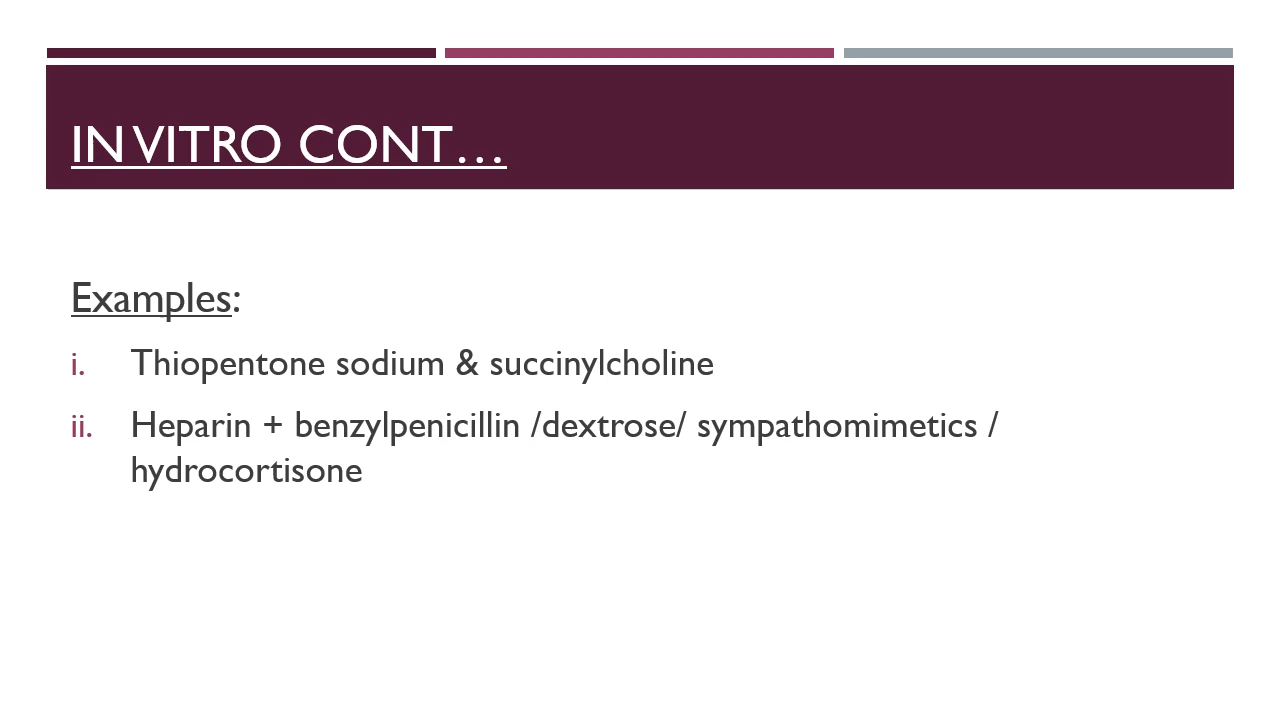 IN VITRO CONT…
Examples:
i. Thiopentone sodium & succinylcholine
ii. Heparin + benzylpenicillin /dextrose/ sympathomimetics /
hydrocortisone